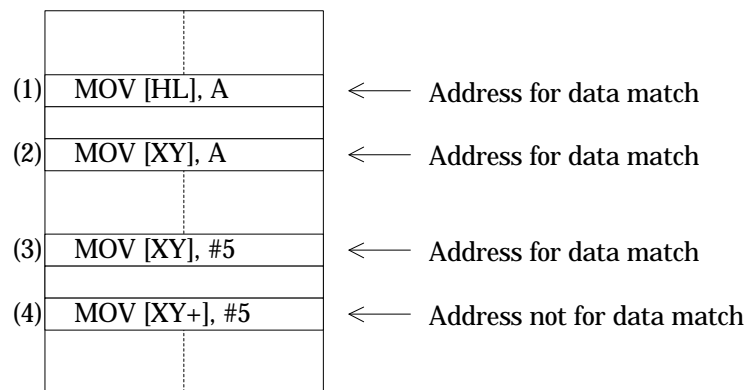 (1) MOV [HL], A Address for data match
(2) MOV [XY], A Address for data match
(3) MOV [XY], #5 Address for data match
(4) MOV [XY+], #5 Address not for data match